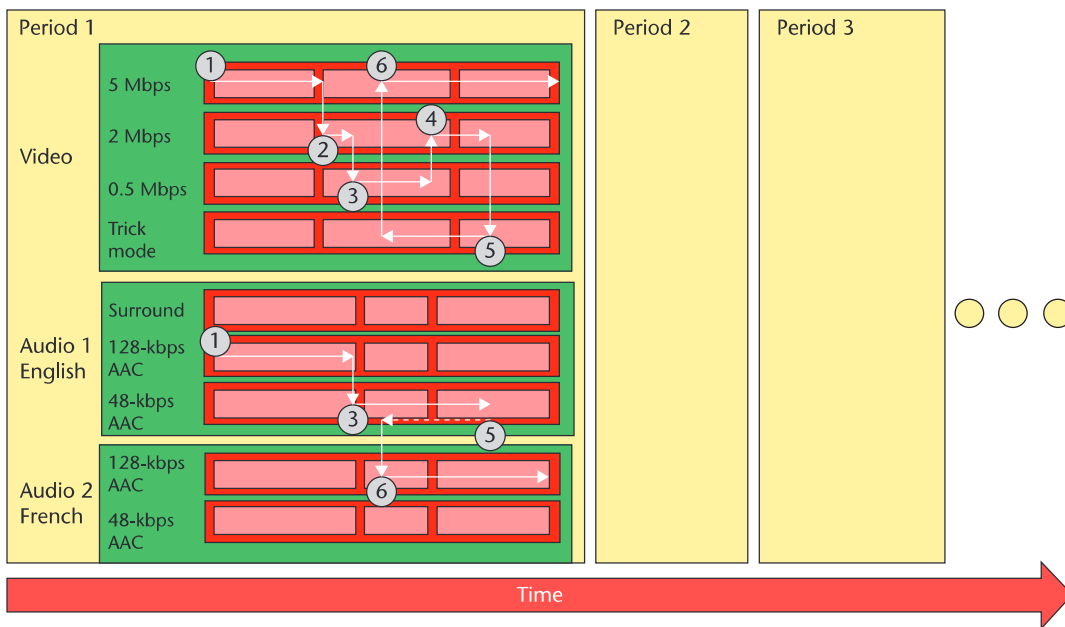 Period 1
Period 2
Period 3
Video
5 Mbps
1
6
2 Mbps
2
4
0.5 Mbps
3
Trick
mode
5
Audio 1
English
Surround
1
128-kbps
AAC
48-kbps
AAC
3
5
Audio 2
French
128-kbps
AAC
6
48-kbps
AAC
Time